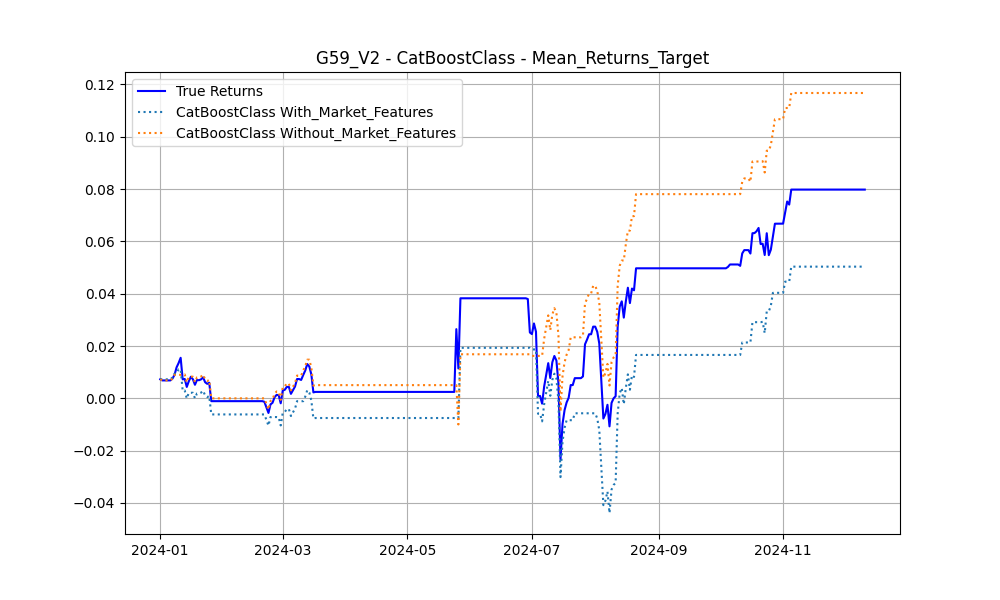 G59_V2 - CatBoostClass - Mean_Returns_Target
True Returns
CatBoostClass With_Market_Features
CatBoostClass Without_Market_Features
0.12
0.10
0.08
0.06
0.04
0.02
0.00
−0.02
−0.04
2024-01 2024-03 2024-05 2024-07 2024-09 2024-11